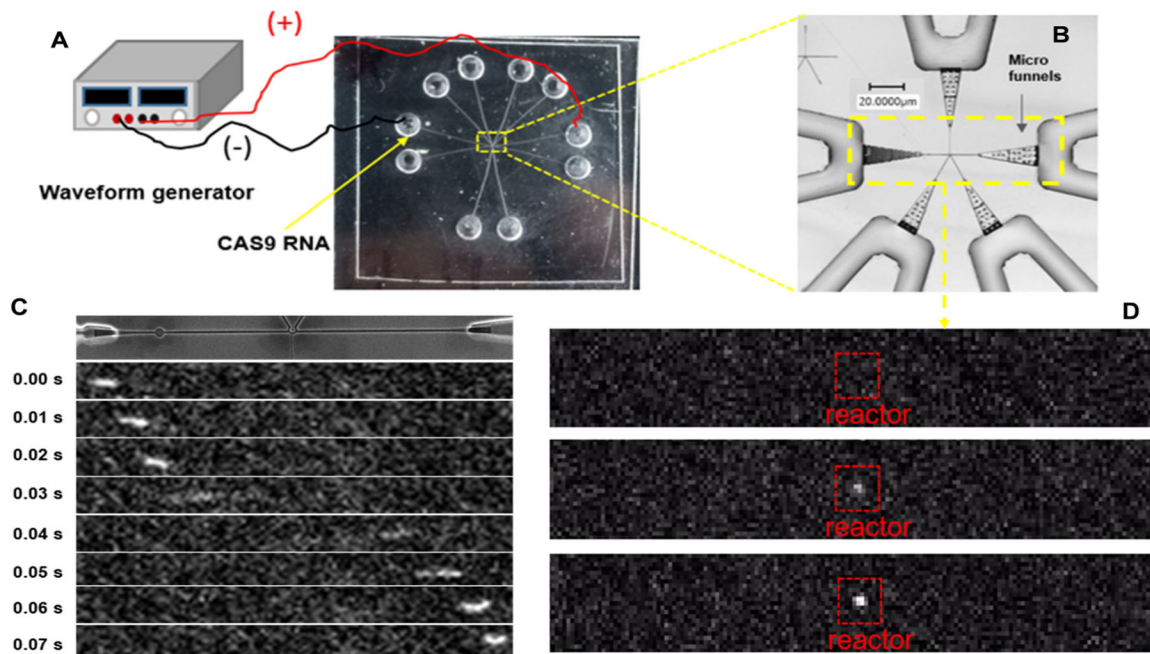 A
(+)
(-)
Waveform generator
CAS9 RNA
B
Micro
funnels
20.0000µm
C
0.00 s
0.01 s
0.02 s
0.03 s
0.04 s
0.05 s
0.06 s
0.07 s
D
reactor
reactor
reactor